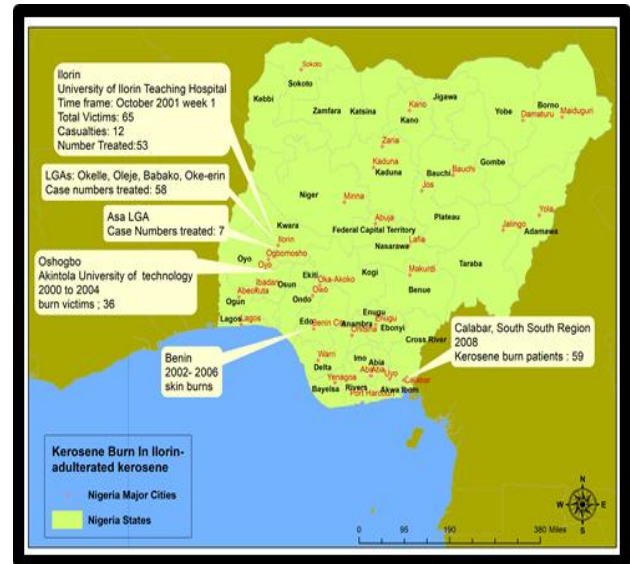 Ilorin
University of Ilorin Teaching Hospital
Time frame: October 2001 week 1
Total Victims: 65
Casualties: 12
Number Treated:53
LGAs: Okelle, Oleje, Babako, Oke-erin
Case numbers treated: 58
Asa LGA
Case Numbers treated: 7
Oshogbo
Akintola University of technology
2000 to 2004
burn victims ; 36
Benin
2002- 2006
skin burns
Calabar, South South Region
2008
Kerosene burn patients : 59
Sokoto
Sokoto
Kebbi
Zamfara
Katsina
Kano
Kano
Jigawa
Yobe
Borno
Damaturu
Maiduguri
Zaria
Kaduna
Kaduna
Bauchi
Bauchi
Gombe
Niger
Minna
Jos
Plateau
Abuja
Federal Capital Territory
Yola
Jalingo
Adamawa
Kwara
Ilorin
Nasarawa
Lafia
Taraba
Oyo
Ogbomosho
Oyo
Ekiti
Oka-Akoko
Kogi
Makurdi
Benue
Ibadan
Osun
Abeokuta
Ogun
Ondo
Owo
Lagos
Lagos
Edo
Benin City
Anambra
Onitsha
Enugu
Enugu
Ebonyi
Cross River
Warri
Delta
Imo
Abia
Aba
Uyo
Calabar
Yenagoa
Bayelsa
Rivers
Port Harcourt
Akwa Ibom
Kerosene Burn In Ilorin-
adulterated kerosene
Nigeria Major Cities
Nigeria States
N
W
E
S
0 95 190 380 Miles